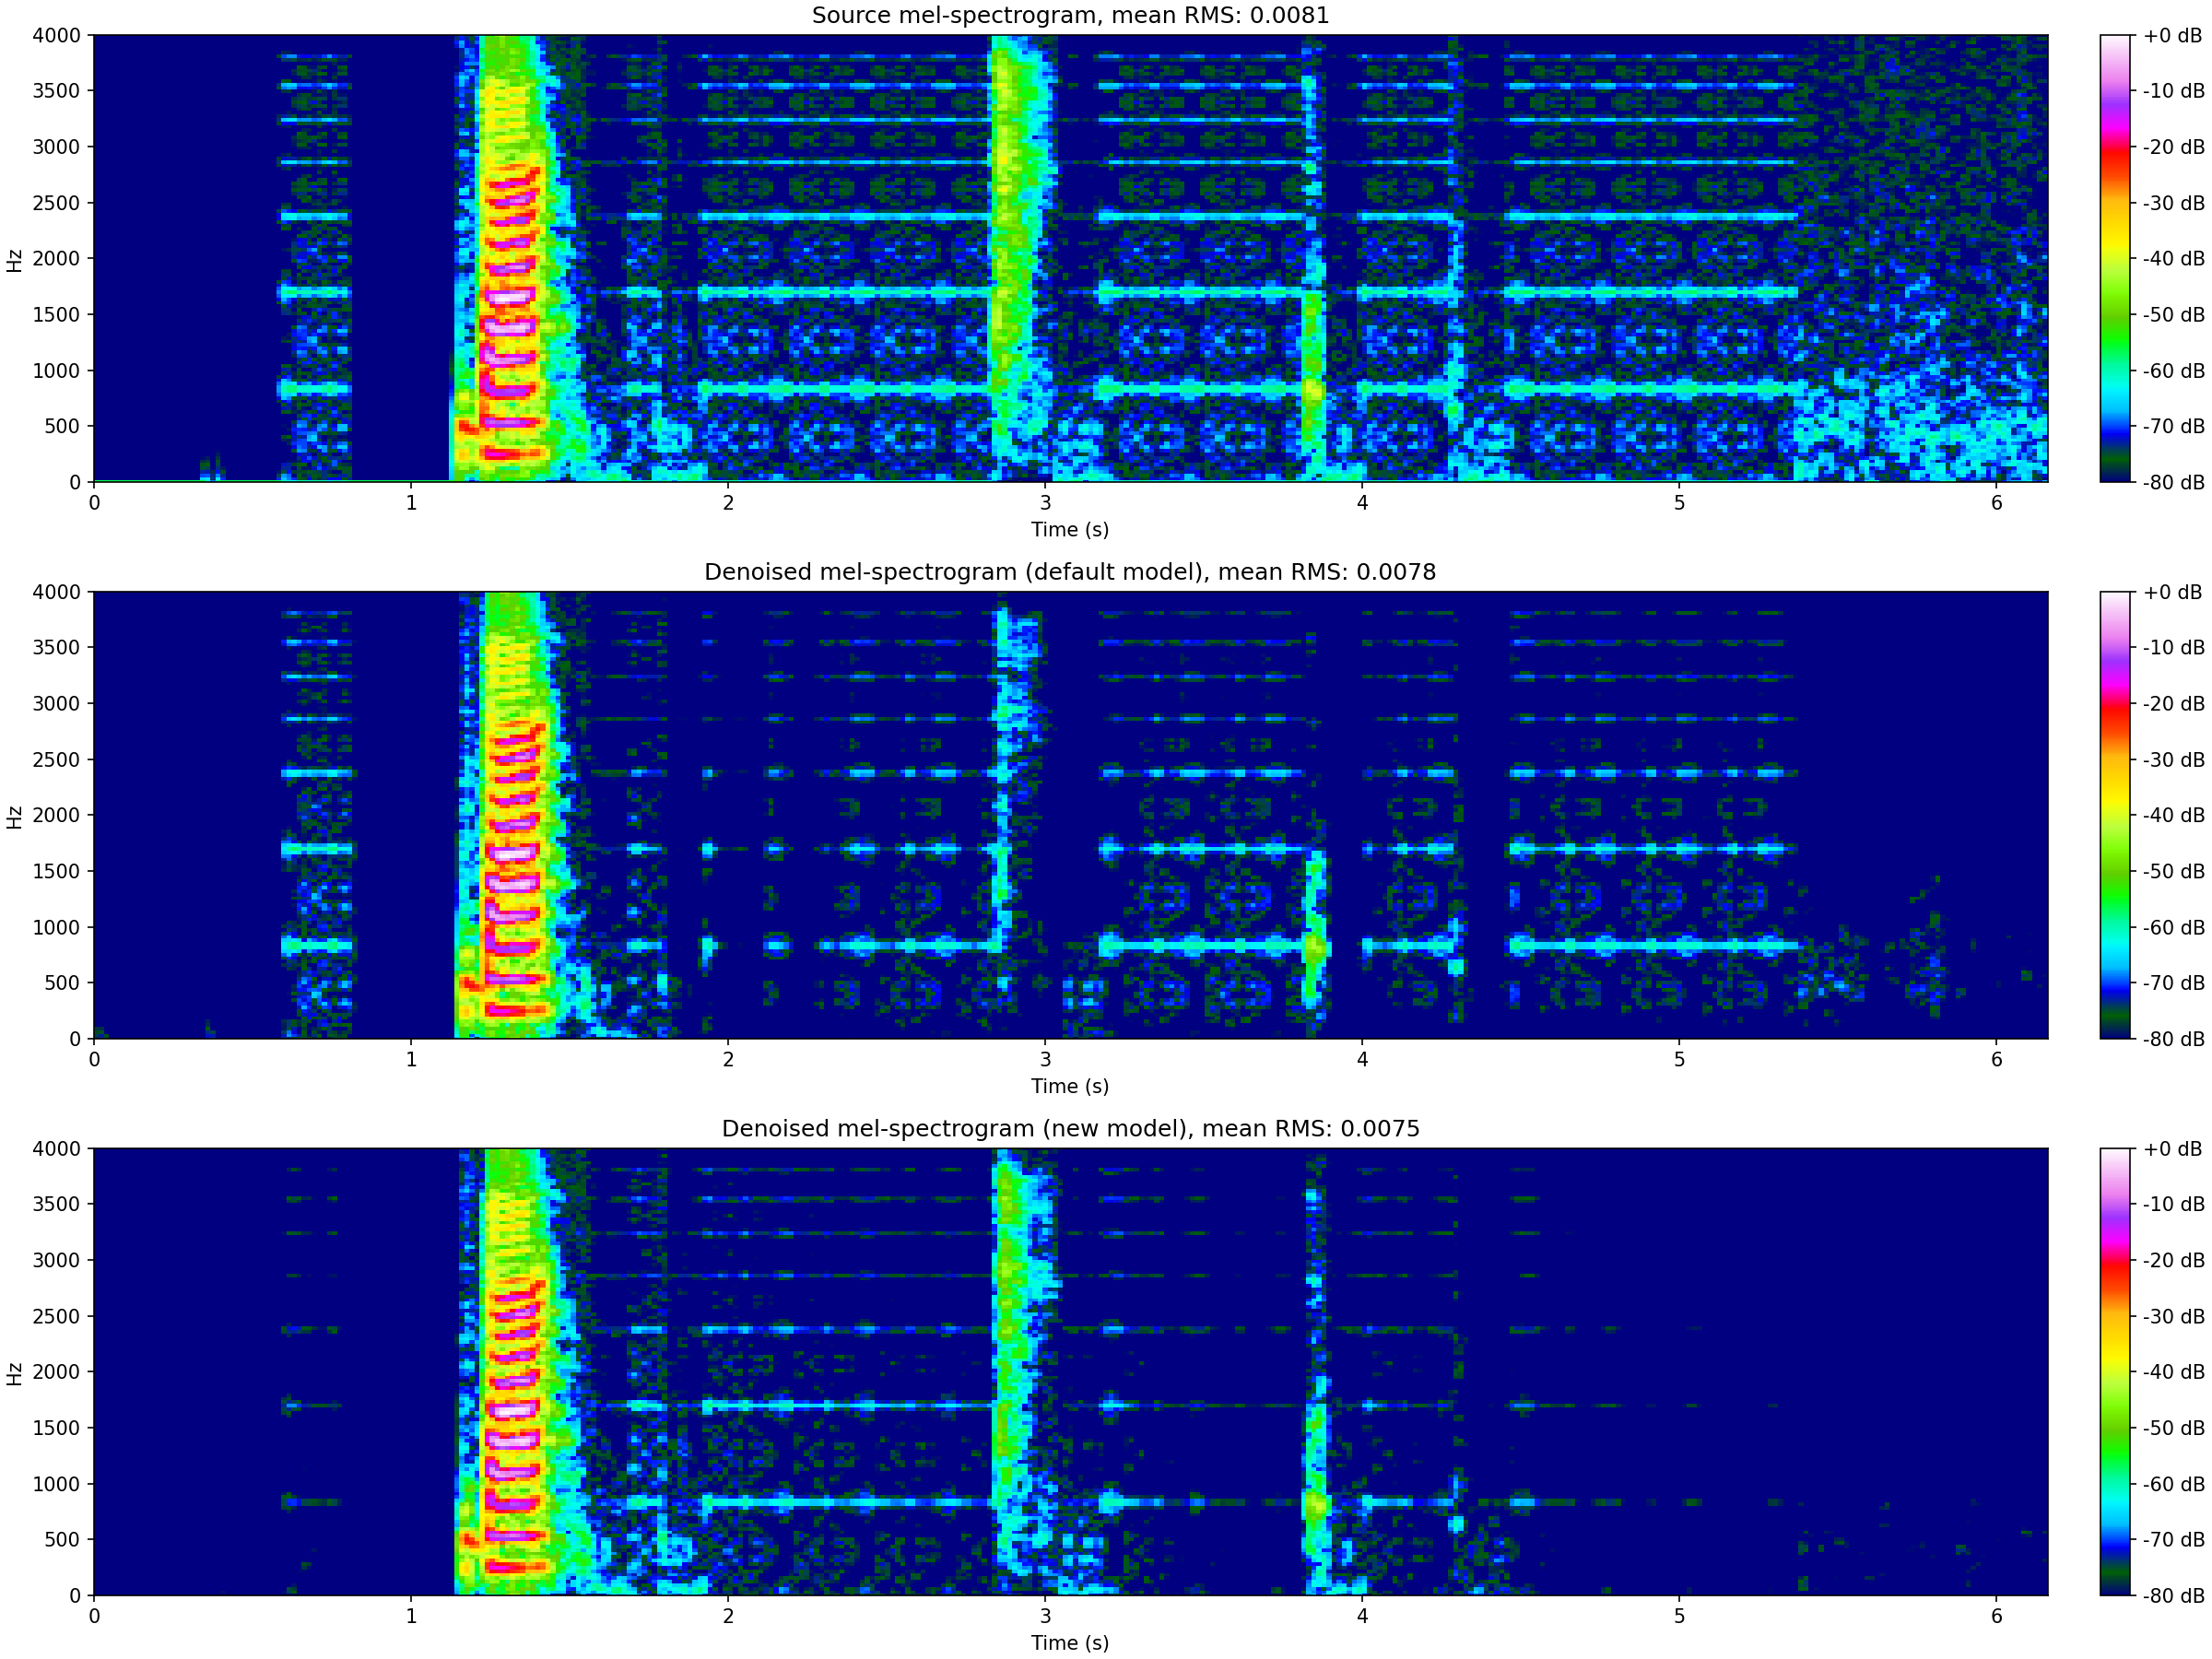 Source mel-spectrogram, mean RMS: 0.0081
4000
3500
3000
2500
2000
1500
1000
500
0
Hz
0 1 2 3 4 5 6
Time (s)
+0 dB
-10 dB
-20 dB
-30 dB
-40 dB
-50 dB
-60 dB
-70 dB
-80 dB
Denoised mel-spectrogram (default model), mean RMS: 0.0078
4000
3500
3000
2500
2000
1500
1000
500
0
Hz
0 1 2 3 4 5 6
Time (s)
+0 dB
-10 dB
-20 dB
-30 dB
-40 dB
-50 dB
-60 dB
-70 dB
-80 dB
Denoised mel-spectrogram (new model), mean RMS: 0.0075
4000
3500
3000
2500
2000
1500
1000
500
0
Hz
0 1 2 3 4 5 6
Time (s)
+0 dB
-10 dB
-20 dB
-30 dB
-40 dB
-50 dB
-60 dB
-70 dB
-80 dB